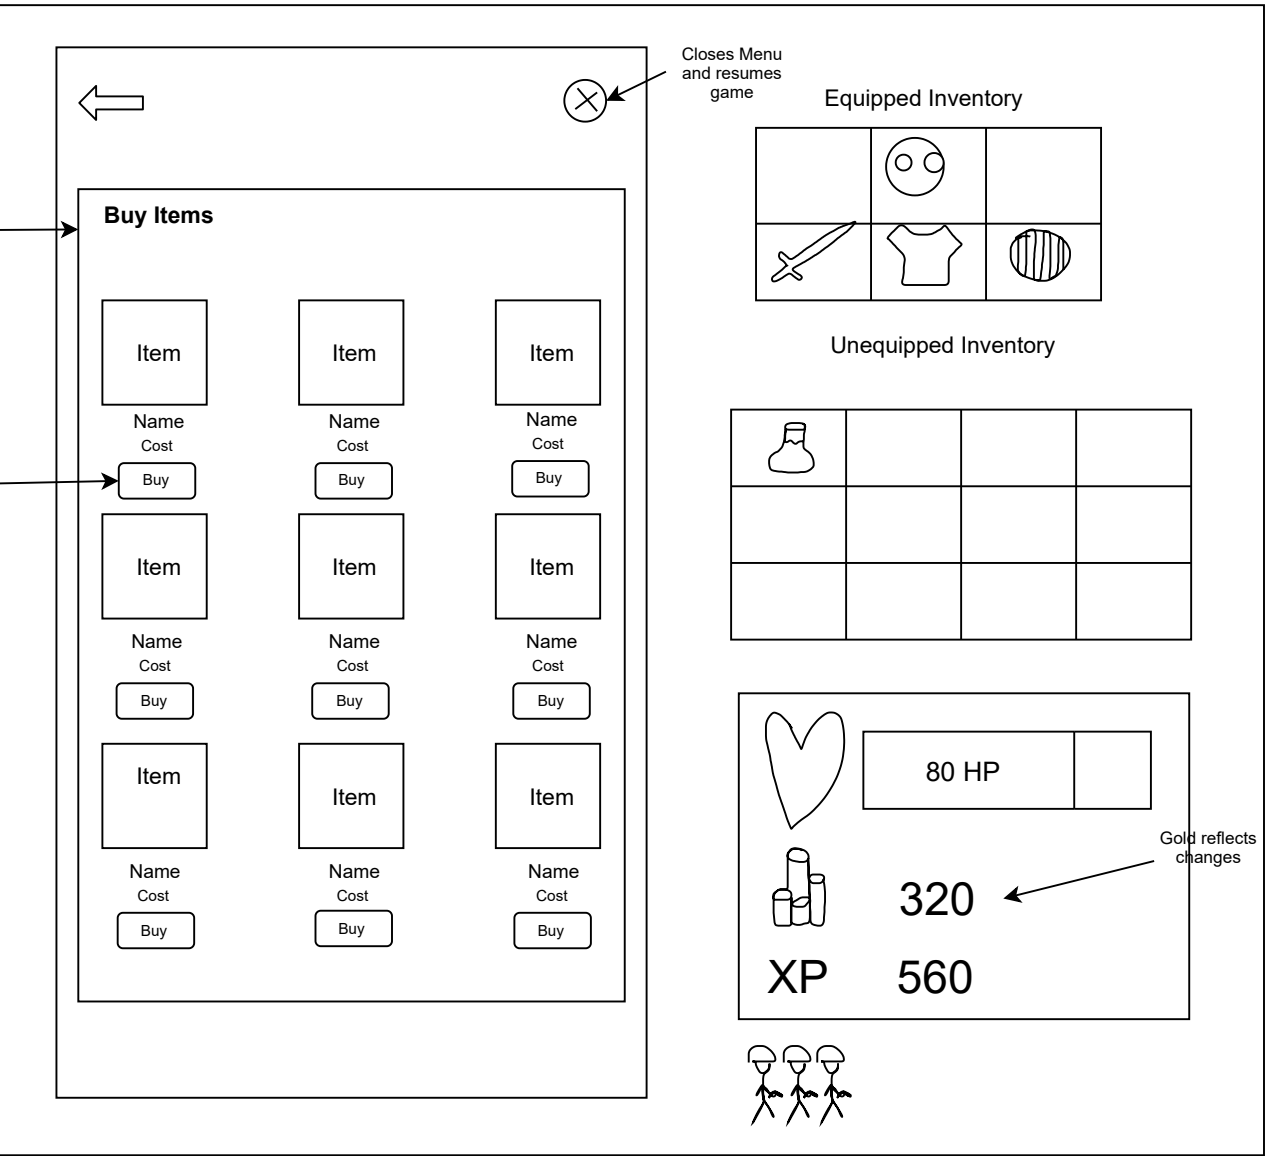 Closes Menu
and resumes
game
Buy Items
Item Item Item
Name Name Name
Cost Cost Cost
Buy Buy Buy
Item Item Item
Name Name Name
Cost Cost Cost
Buy Buy Buy
Item Item Item
Name Name Name
Cost Cost Cost
Buy Buy Buy
Equipped Inventory
Unequipped Inventory
80 HP
Gold reflects
changes
320
XP 560